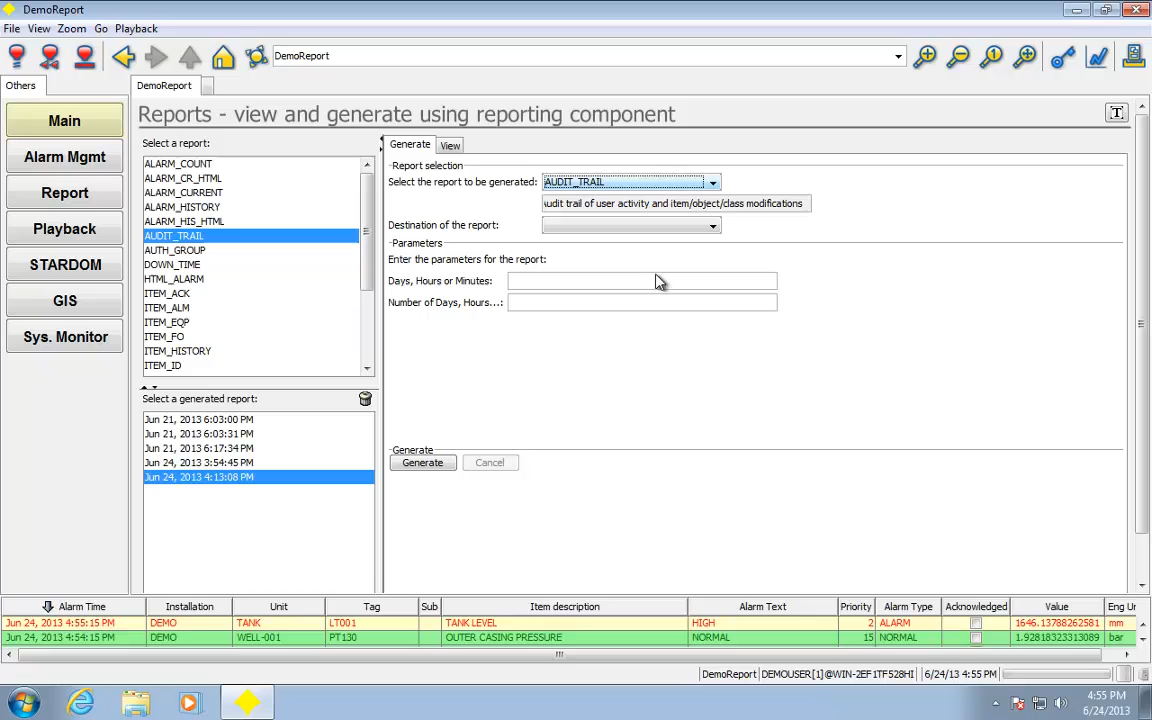 DemoReport
File View Zoom Go Playback
DemoReport
Others
DemoReport
Main
Alarm Mgmt
Report
Playback
STARDOM
GIS
Sys. Monitor
Reports - view and generate using reporting component
T
Select a report:
ALARM_COUNT
ALARM_CR_HTML
ALARM_CURRENT
ALARM_HISTORY
ALARM_HIS_HTML
AUDIT_TRAIL
AUTH_GROUP
DOWN_TIME
HTML_ALARM
ITEM_ACK
ITEM_ALM
ITEM_EQP
ITEM_FO
ITEM_HISTORY
ITEM_ID
Select a generated report:
Jun 21, 2013 6:03:00 PM
Jun 21, 2013 6:03:31 PM
Jun 21, 2013 6:17:34 PM
Jun 24, 2013 3:54:45 PM
Jun 24, 2013 4:13:08 PM
Generate View
Report selection
Select the report to be generated: AUDIT_TRAIL
udit trail of user activity and item/object/class modifications
Destination of the report:
Parameters
Enter the parameters for the report:
Days, Hours or Minutes:
Number of Days, Hours...:
Generate
Generate Cancel
Alarm Time Installation Unit Tag Sub Item description Alarm Text Priority Alarm Type Acknowledged Value Eng Ur
Jun 24, 2013 4:55:15 PM DEMO TANK LT001 TANK LEVEL HIGH 2 ALARM 1646.13788262581 mm
Jun 24, 2013 4:54:15 PM DEMO WELL-001 PT130 OUTER CASING PRESSURE NORMAL 15 NORMAL 1.92818323313089 bar
DemoReport DEMOUSER[1]@WIN-2EF1TF528HI 6/24/13 4:55 PM
4:55 PM
6/24/2013